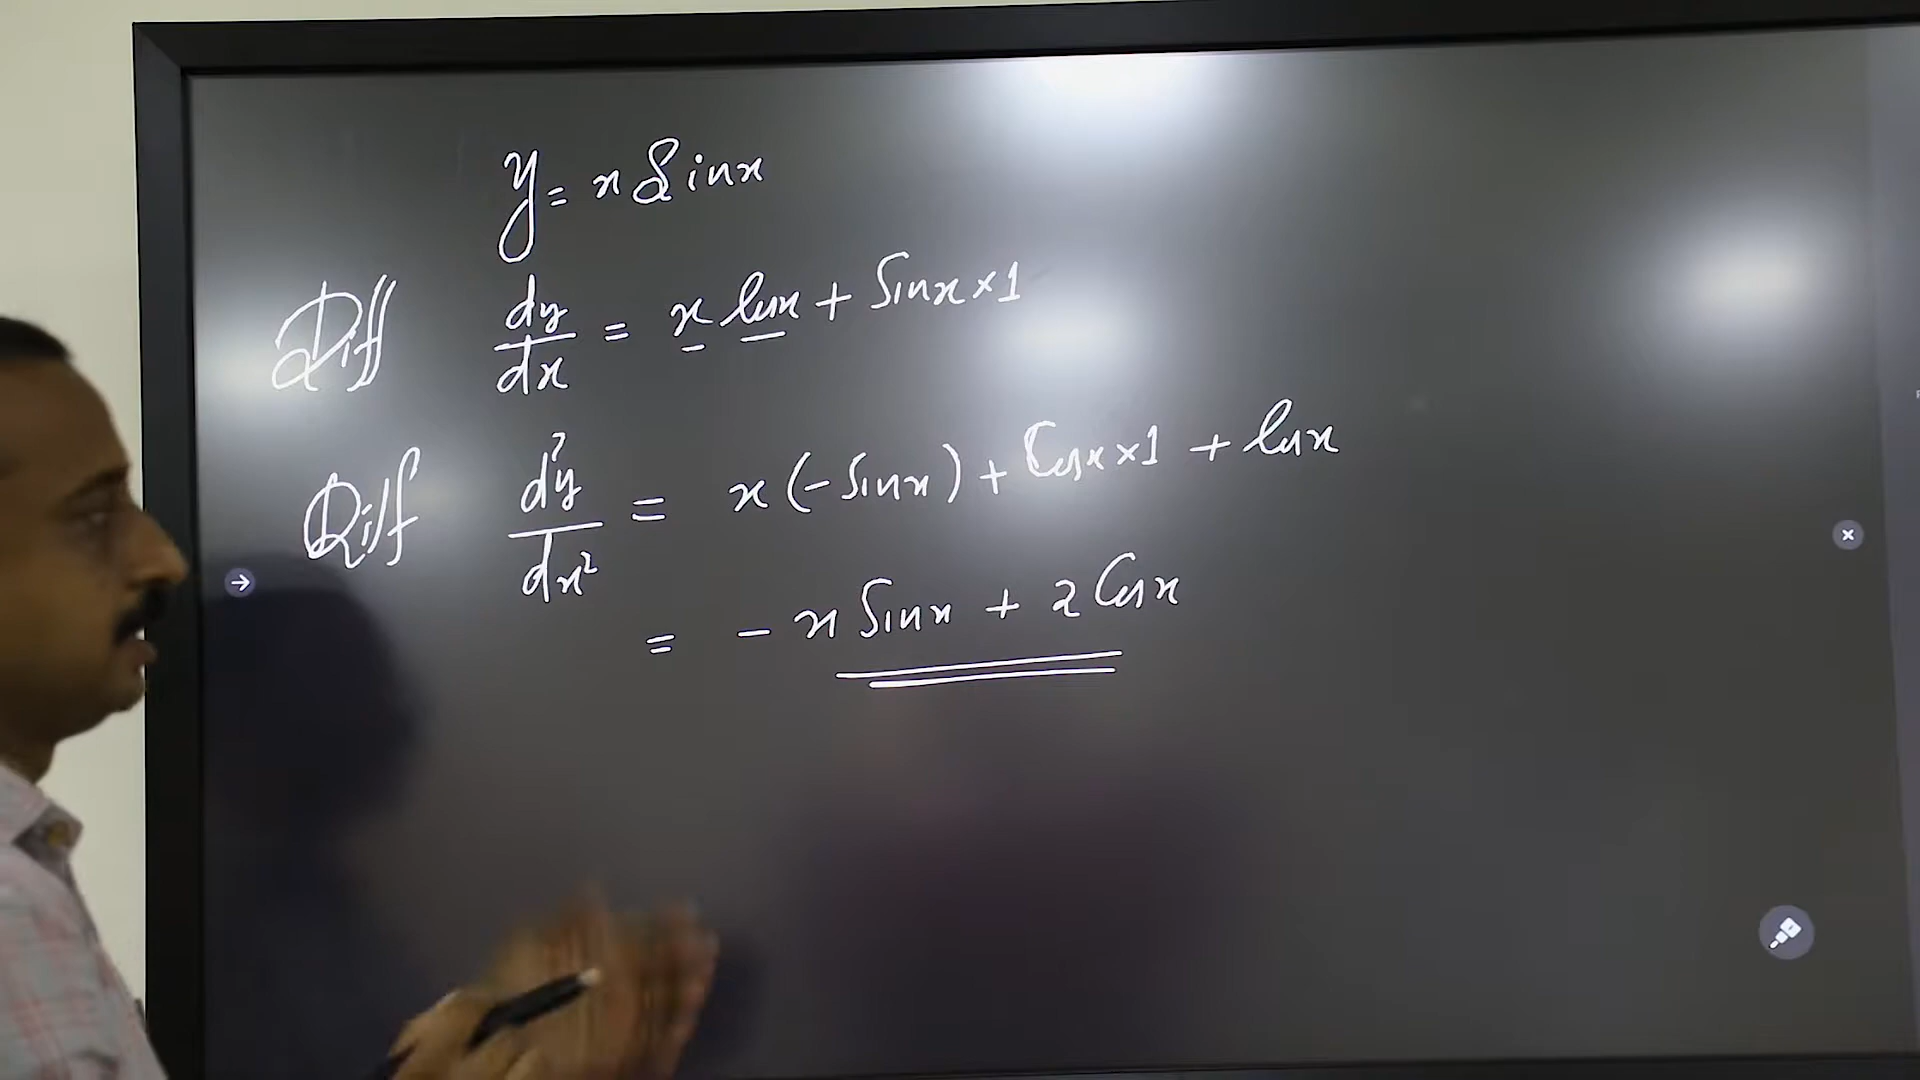 y = x Sinx
Diff dy/dx = x Cosx + Sinx × 1
Diff d²y/dx² = x (-Sinx) + Cosx × 1 + Cosx
= - x Sinx + 2 Cosx